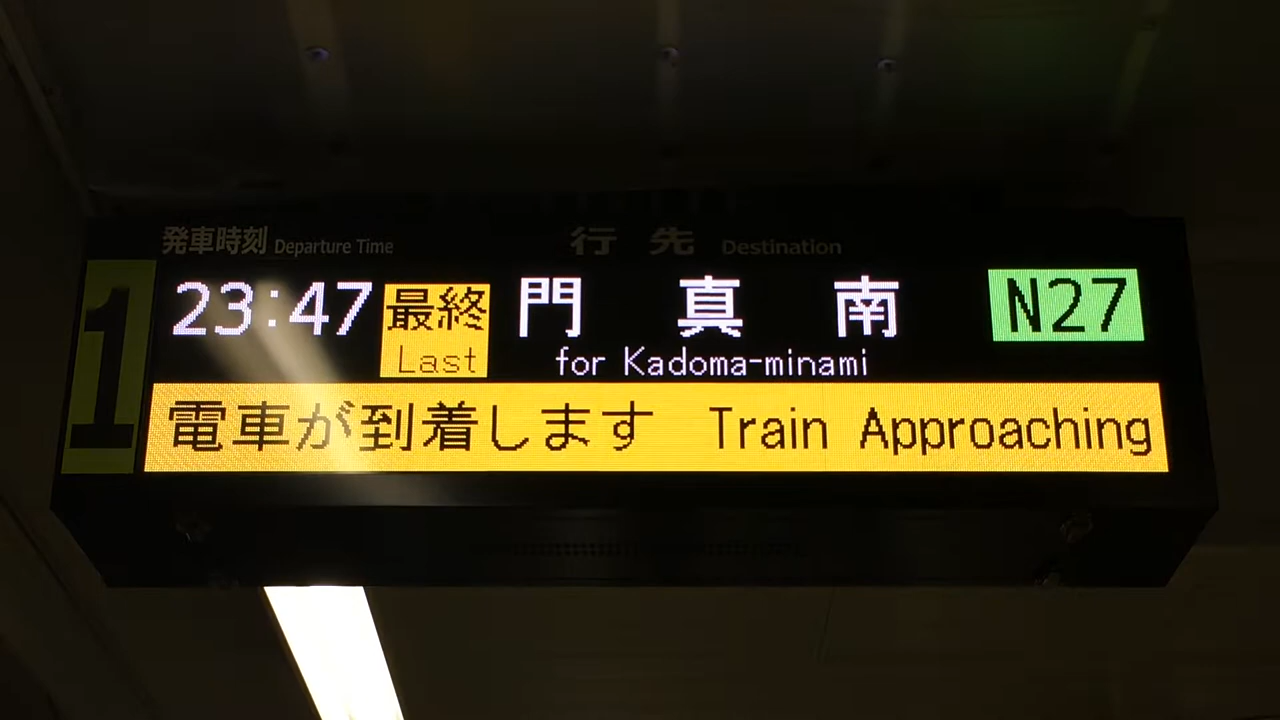 発車時刻 Departure Time 行先 Destination
1
23:47 最終 門真南 N27
Last for Kadoma-minami
電車が到着します Train Approaching